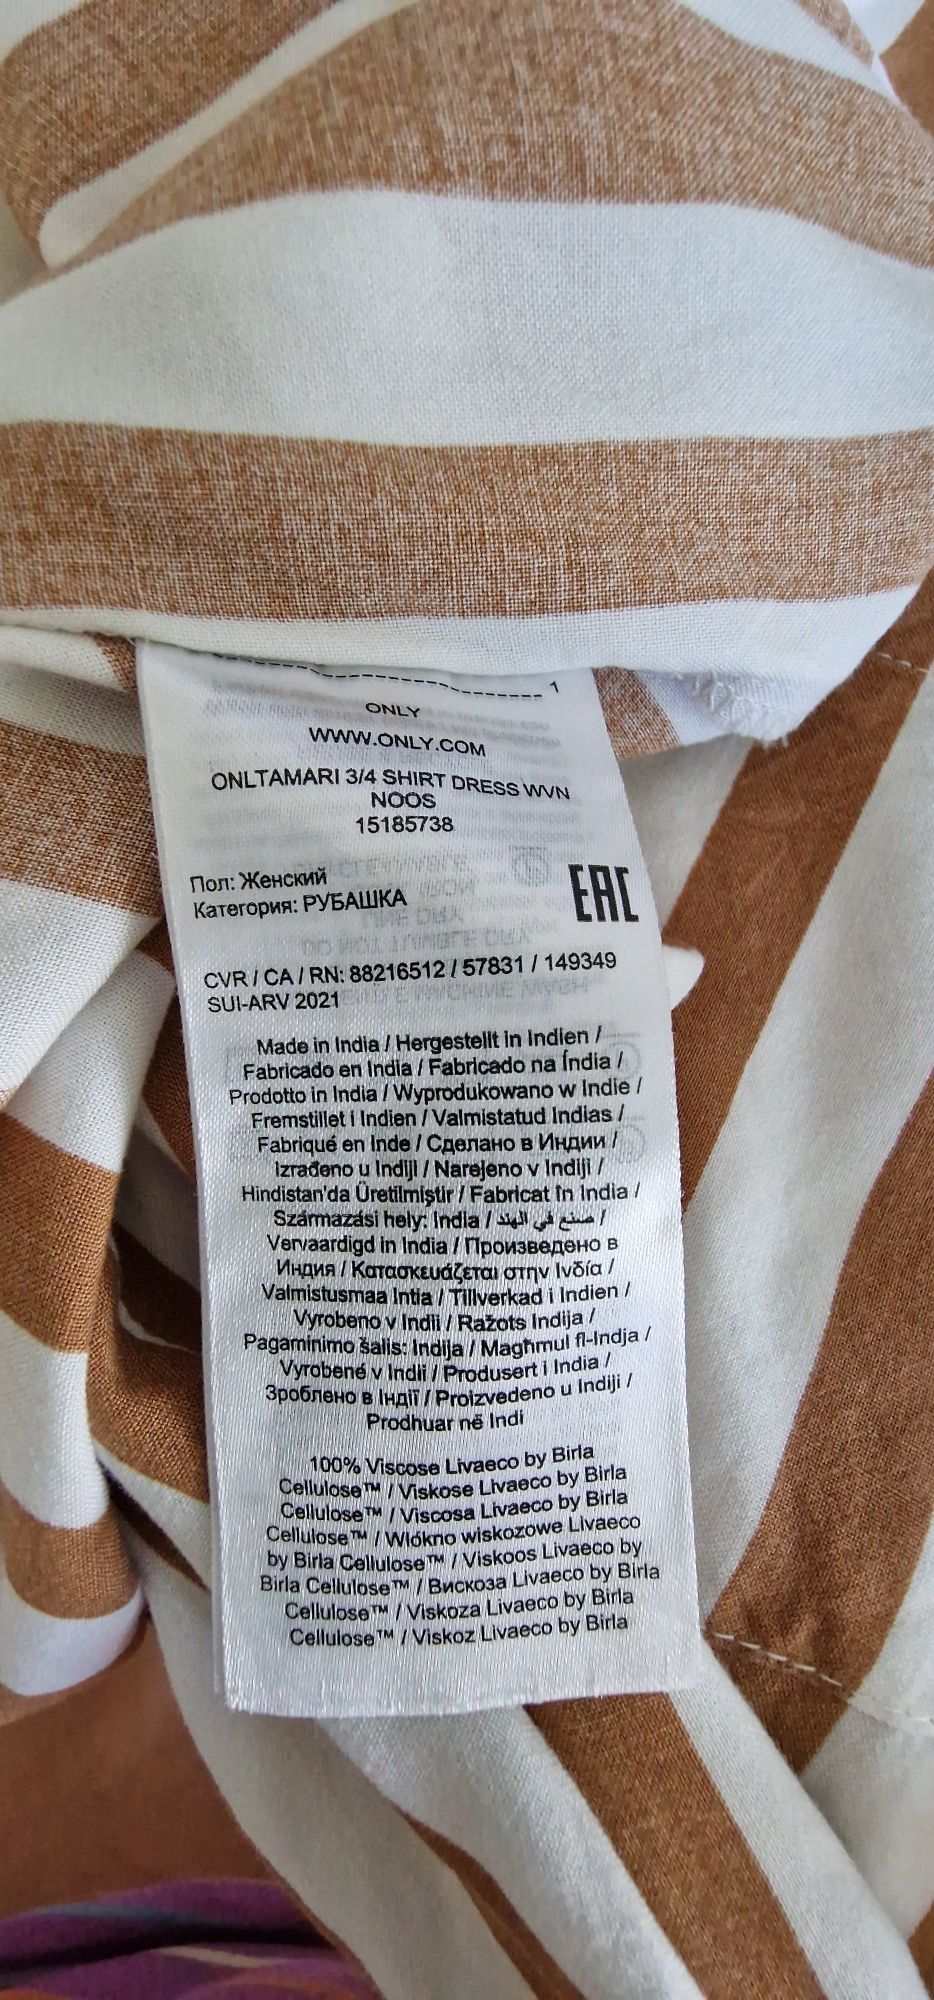 1
ONLY
WWW.ONLY.COM
ONLTAMARI 3/4 SHIRT DRESS WVN
NOOS
15185738
Пол: Женский
Категория: РУБАШКА
EAC
CVR / CA / RN: 88216512 / 57831 / 149349
SUI-ARV 2021
Made in India / Hergestellt in Indien /
Fabricado en India / Fabricado na Índia /
Prodotto in India / Wyprodukowano w Indie /
Fremstillet i Indien / Valmistatud Indias /
Fabriqué en Inde / Сделано в Индии /
Izrađeno u Indiji / Narejeno v Indiji /
Hindistan'da Üretilmiştir / Fabricat în India /
Származási hely: India / صنع في الهند /
Vervaardigd in India / Произведено в
Индия / Κατασκευάζεται στην Ινδία /
Valmistusmaa Intia / Tillverkad i Indien /
Vyrobeno v Indii / Ražots Indija /
Pagaminimo šalis: Indija / Magħmul fl-Indja /
Vyrobené v Indii / Produsert i India /
Зроблено в Індії / Proizvedeno u Indiji /
Prodhuar në Indi
100% Viscose Livaeco by Birla
Cellulose™ / Viskose Livaeco by Birla
Cellulose™ / Viscosa Livaeco by Birla
Cellulose™ / Wlókno wiskozowe Livaeco
by Birla Cellulose™ / Viskoos Livaeco by
Birla Cellulose™ / Вискоза Livaeco by Birla
Cellulose™ / Viskoza Livaeco by Birla
Cellulose™ / Viskoz Livaeco by Birla